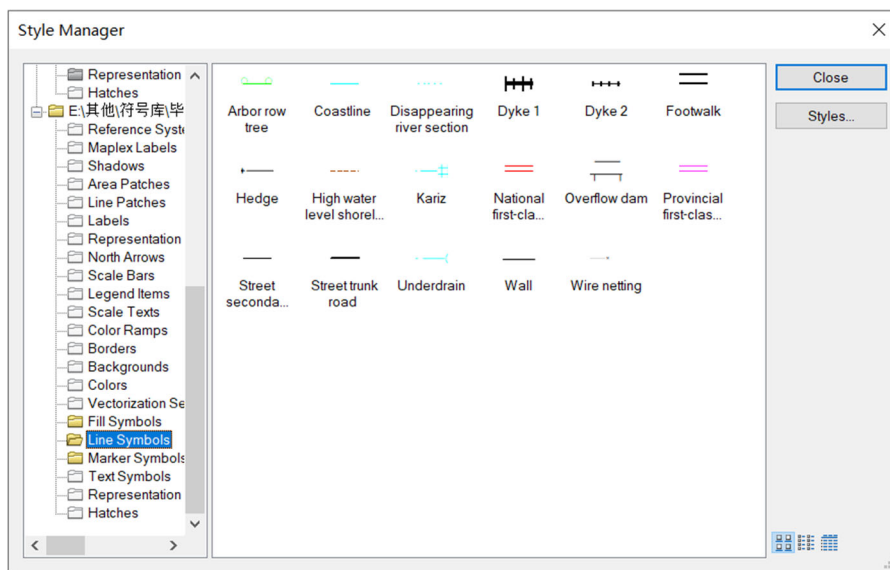 Style Manager
Representation
Hatches
E:\其他\符号库\毕
Reference Syste
Maplex Labels
Shadows
Area Patches
Line Patches
Labels
Representation
North Arrows
Scale Bars
Legend Items
Scale Texts
Color Ramps
Borders
Backgrounds
Colors
Vectorization Se
Fill Symbols
Line Symbols
Marker Symbols
Text Symbols
Representation
Hatches
Arbor row
tree
Coastline
Disappearing
river section
Dyke 1
Dyke 2
Footwalk
Hedge
High water
level shorel...
Kariz
National
first-cla...
Overflow dam
Provincial
first-clas...
Street
seconda...
Street trunk
road
Underdrain
Wall
Wire netting
Close
Styles...